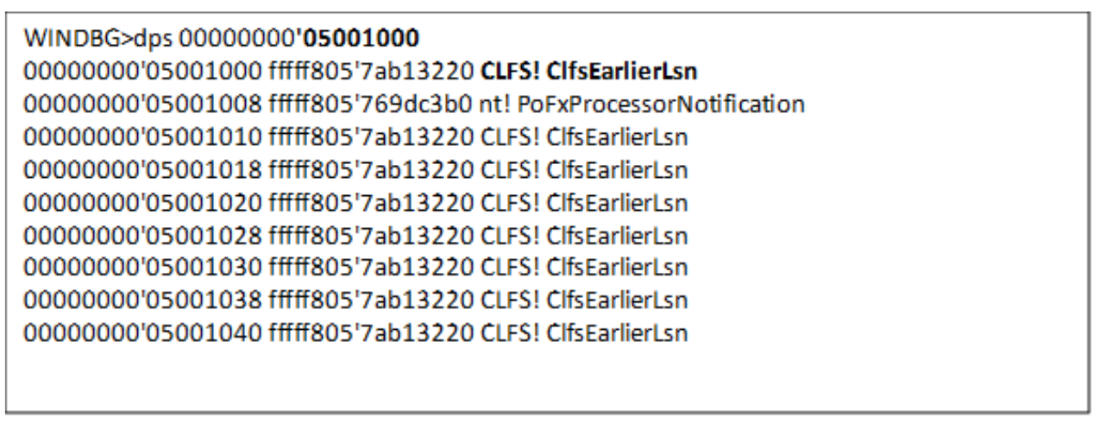 WINDBG>dps 00000000'05001000
00000000'05001000 fffff805'7ab13220 CLFS! ClfsEarlierLsn
00000000'05001008 fffff805'769dc3b0 nt! PoFxProcessorNotification
00000000'05001010 fffff805'7ab13220 CLFS! ClfsEarlierLsn
00000000'05001018 fffff805'7ab13220 CLFS! ClfsEarlierLsn
00000000'05001020 fffff805'7ab13220 CLFS! ClfsEarlierLsn
00000000'05001028 fffff805'7ab13220 CLFS! ClfsEarlierLsn
00000000'05001030 fffff805'7ab13220 CLFS! ClfsEarlierLsn
00000000'05001038 fffff805'7ab13220 CLFS! ClfsEarlierLsn
00000000'05001040 fffff805'7ab13220 CLFS! ClfsEarlierLsn